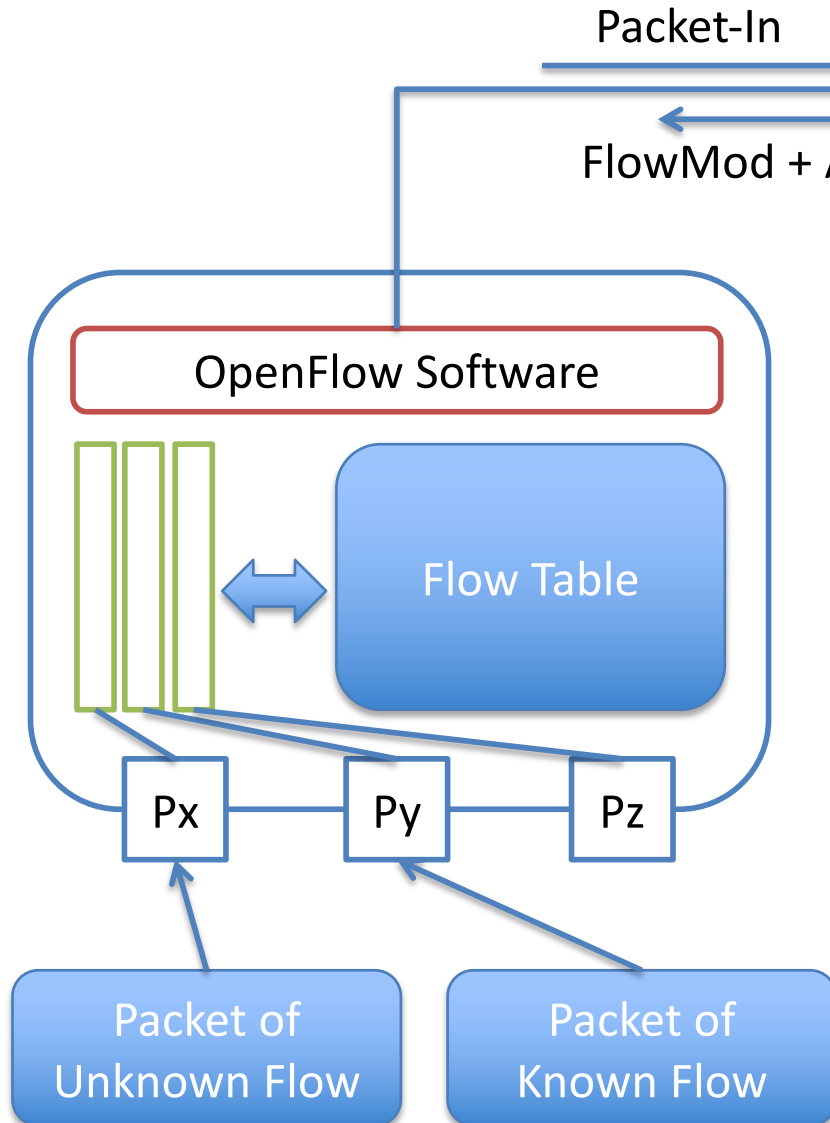 Packet-In
FlowMod +
OpenFlow Software
Flow Table
Px
Py
Pz
Packet of
Unknown Flow
Packet of
Known Flow